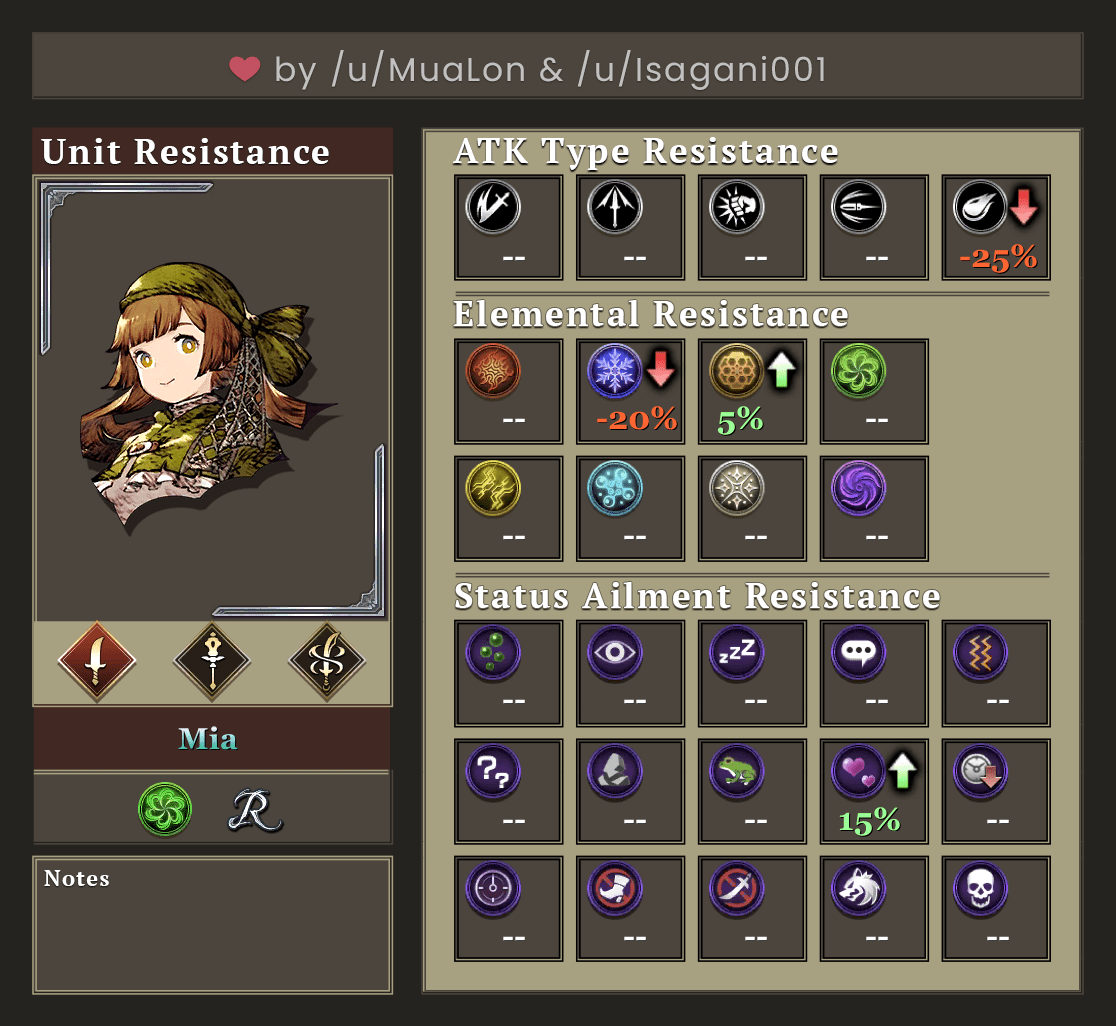 by /u/MuaLon & /u/Isagani001
Unit Resistance
Mia
R
Notes
ATK Type Resistance
-- -- -- -- -25%
Elemental Resistance
-- -20% 5% --
-- -- -- --
Status Ailment Resistance
zzZ
-- -- -- -- --
??
-- -- -- 15% --
-- -- -- -- --